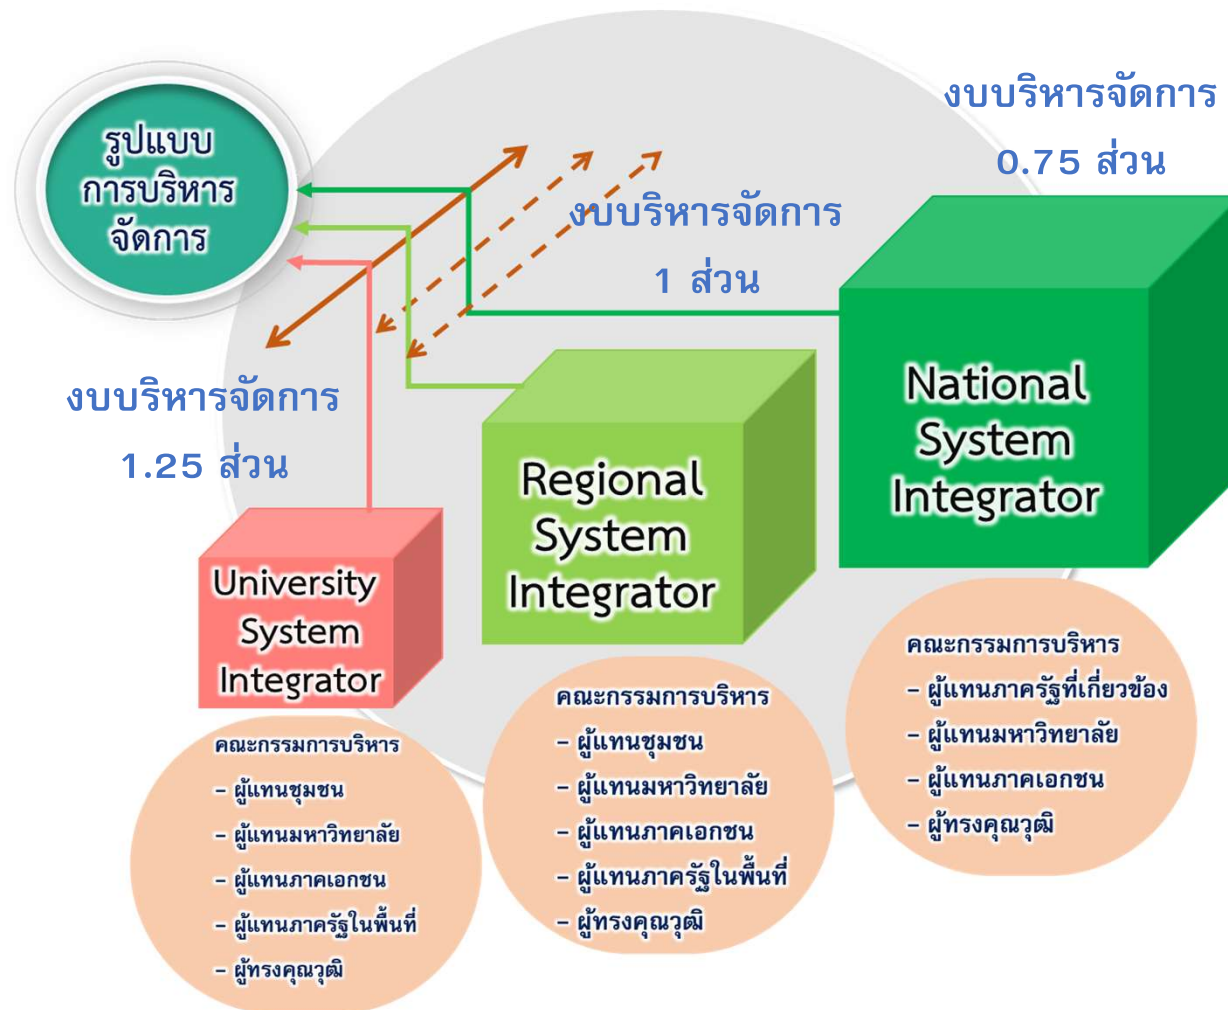 รูปแบบ
การบริหาร
จัดการ
งบบริหารจัดการ
0.75 ส่วน
งบบริหารจัดการ
1 ส่วน
งบบริหารจัดการ
1.25 ส่วน
National
System
Integrator
Regional
System
Integrator
University
System
Integrator
คณะกรรมการบริหาร
- ผู้แทนชุมชน
- ผู้แทนมหาวิทยาลัย
- ผู้แทนภาคเอกชน
- ผู้แทนภาครัฐในพื้นที่
- ผู้ทรงคุณวุฒิ
คณะกรรมการบริหาร
- ผู้แทนชุมชน
- ผู้แทนมหาวิทยาลัย
- ผู้แทนภาคเอกชน
- ผู้แทนภาครัฐในพื้นที่
- ผู้ทรงคุณวุฒิ
คณะกรรมการบริหาร
- ผู้แทนภาครัฐที่เกี่ยวข้อง
- ผู้แทนมหาวิทยาลัย
- ผู้แทนภาคเอกชน
- ผู้ทรงคุณวุฒิ